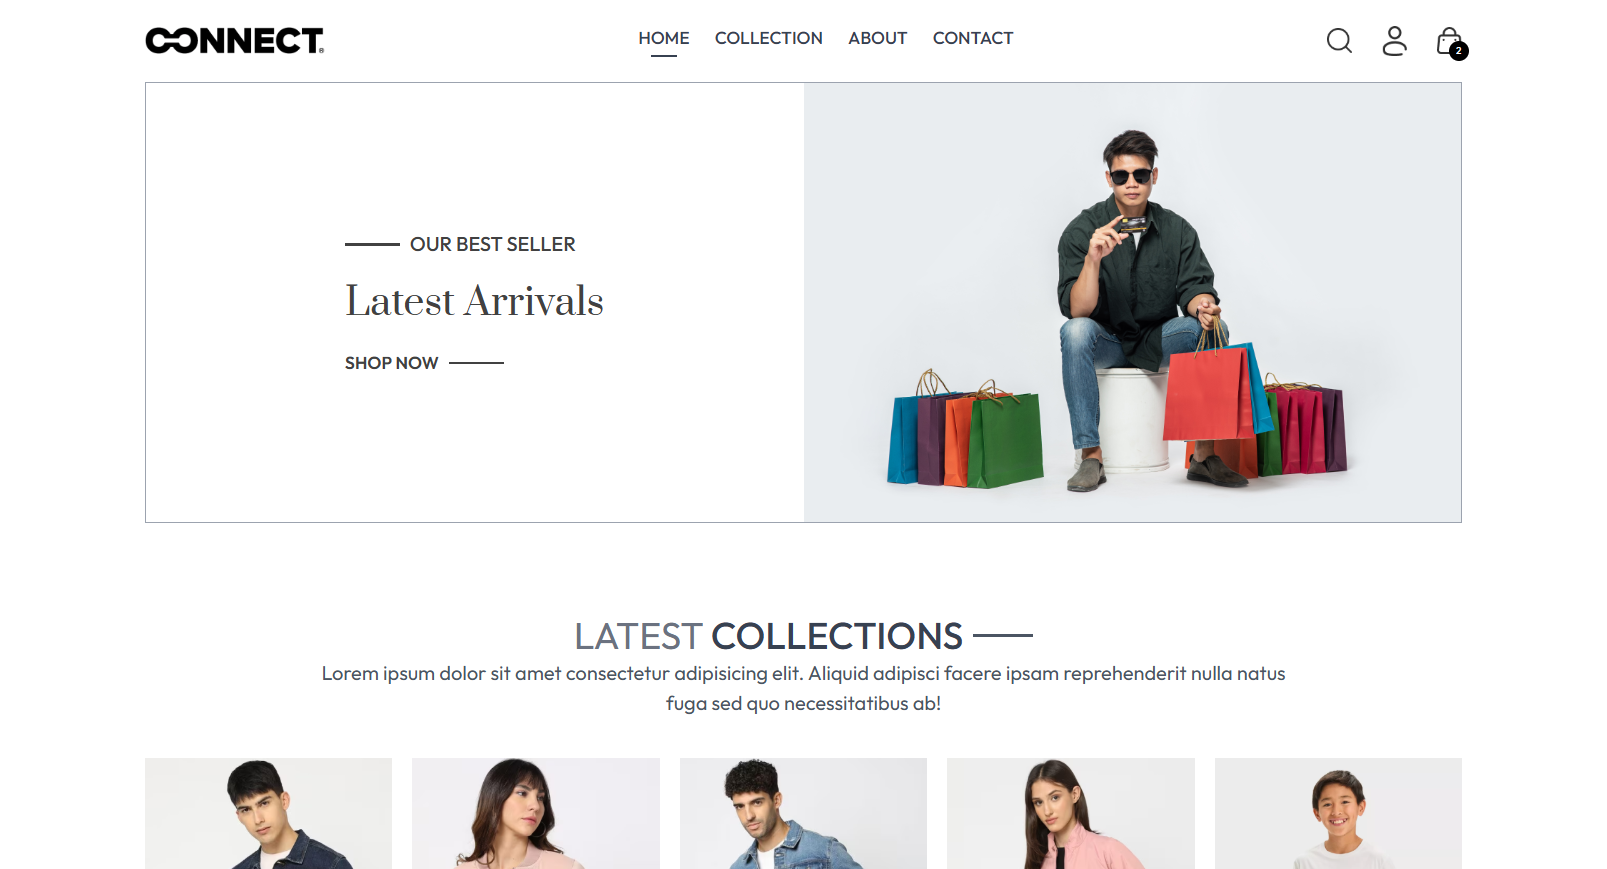 CONNECT®
HOME COLLECTION ABOUT CONTACT
2
OUR BEST SELLER
Latest Arrivals
SHOP NOW
LATEST COLLECTIONS
Lorem ipsum dolor sit amet consectetur adipisicing elit. Aliquid adipisci facere ipsam reprehenderit nulla natus
fuga sed quo necessitatibus ab!